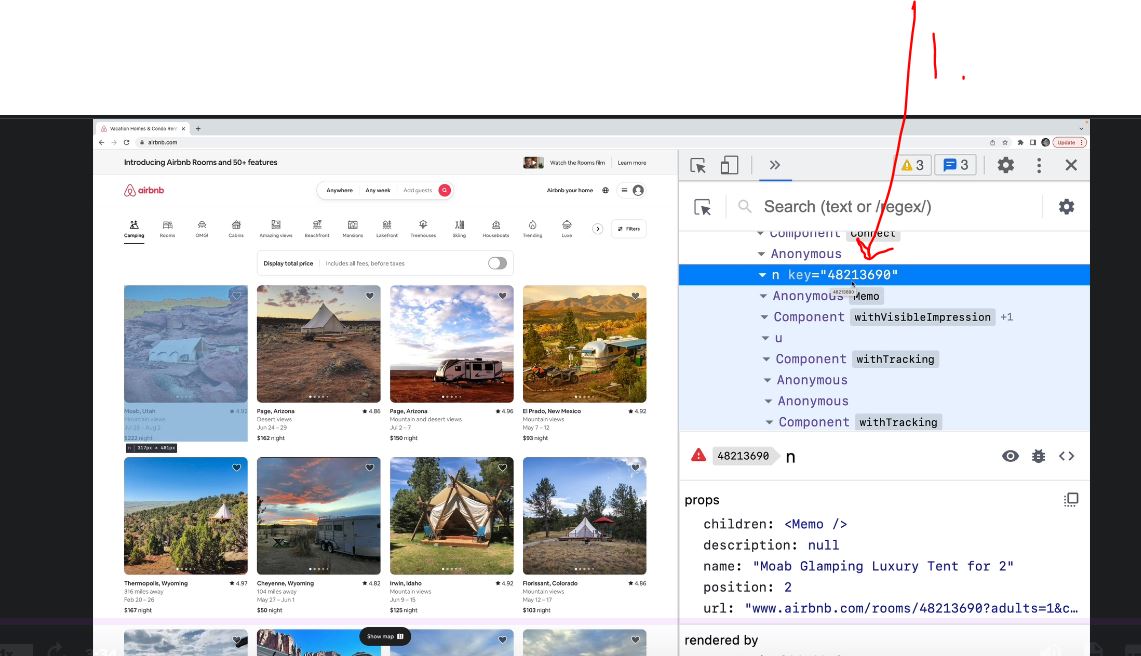 1.
Vacation Homes & Condo Rent
airbnb.com
Update
Introducing Airbnb Rooms and 50+ features
Watch the Rooms film
Learn more
airbnb
Anywhere
Any week
Add guests
Airbnb your home
Camping
Rooms
OMG!
Cabins
Amazing views
Beachfront
Mansions
Lakefront
Treehouses
Skiing
Houseboats
Trending
Luxe
Filters
Display total price
Includes all fees, before taxes
Moab, Utah
4.92
Mountain views
Jul 28 – Aug 2
$222 night
n | 317px × 401px
Page, Arizona
4.86
Desert views
Jun 24 – 29
$162 night
Page, Arizona
4.96
Mountain and desert views
Jul 2 – 7
$150 night
El Prado, New Mexico
4.92
Mountain views
May 7 – 12
$93 night
Thermopolis, Wyoming
4.97
316 miles away
Feb 20 – 26
$167 night
Cheyenne, Wyoming
4.82
104 miles away
May 27 – Jun 1
$50 night
Irwin, Idaho
4.92
Mountain views
Jun 9 – 15
$125 night
Florissant, Colorado
4.86
Mountain views
May 12 – 17
$103 night
Show map
3
3
Search (text or /regex/)
Component Connect
Anonymous
n key="48213690"
48213690
Anonymous Memo
Component withVisibleImpression +1
u
Component withTracking
Anonymous
Anonymous
Component withTracking
48213690 n
props
children: <Memo />
description: null
name: "Moab Glamping Luxury Tent for 2"
position: 2
url: "www.airbnb.com/rooms/48213690?adults=1&c…
rendered by